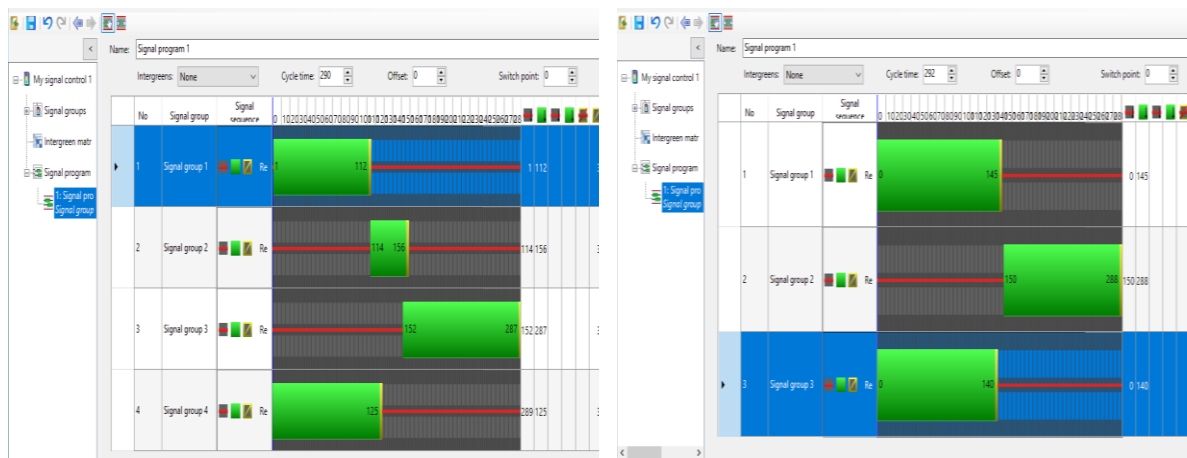 Name: Signal program 1
My signal control 1
Intergreens: None
Cycle time: 290
Offset: 0
Switch point: 0
Signal groups
Intergreen matr
Signal program
1: Signal pro
Signal group
No
Signal group
Signal
sequence
1
Signal group 1
Re
1
112
1 112
2
Signal group 2
Re
114
156
114 156
3
Signal group 3
Re
152
287
152 287
4
Signal group 4
Re
125
289 125
Name: Signal program 1
My signal control 1
Intergreens: None
Cycle time: 292
Offset: 0
Switch point: 0
Signal groups
Intergreen matr
Signal program
1: Signal pro
Signal group
No
Signal group
Signal
sequence
1
Signal group 1
Re
0
145
0 145
2
Signal group 2
Re
150
288
150 288
3
Signal group 3
Re
0
140
0 140